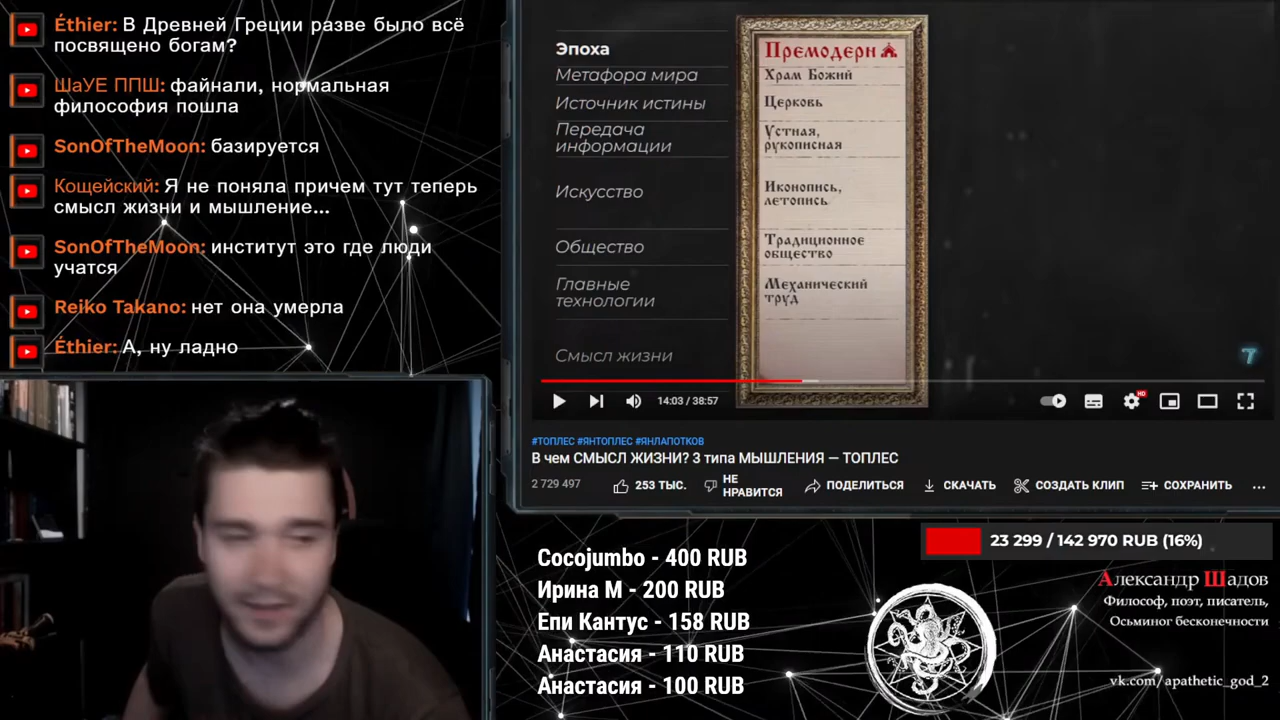 Éthier: В Древней Греции разве было всё
посвящено богам?
ШаУЕ ППШ: файнали, нормальная
философия пошла
SonOfTheMoon: базируется
Кощейский: Я не поняла причем тут теперь
смысл жизни и мышление...
SonOfTheMoon: институт это где люди
учатся
Reiko Takano: нет она умерла
Éthier: А, ну ладно
Эпоха
Метафора мира
Источник истины
Передача
информации
Искусство
Общество
Главные
технологии
Смысл жизни
Премодерн
Храм Божий
Церковь
Устная,
рукописная
Иконопись,
летопись
Традиционное
общество
Механический
труд
T
14:03 / 38:57
HD
#ТОПЛЕС #ЯНТОПЛЕС #ЯНЛАПОТКОВ
В чем СМЫСЛ ЖИЗНИ? 3 типа МЫШЛЕНИЯ — ТОПЛЕС
2 729 497
253 ТЫС.
НЕ
НРАВИТСЯ
ПОДЕЛИТЬСЯ
СКАЧАТЬ
СОЗДАТЬ КЛИП
СОХРАНИТЬ
...
Cocojumbo - 400 RUB
Ирина М - 200 RUB
Епи Кантус - 158 RUB
Анастасия - 110 RUB
Анастасия - 100 RUB
23 299 / 142 970 RUB (16%)
Александр Шадов
Философ, поэт, писатель,
Осьминог бесконечности
vk.com/apathetic_god_2